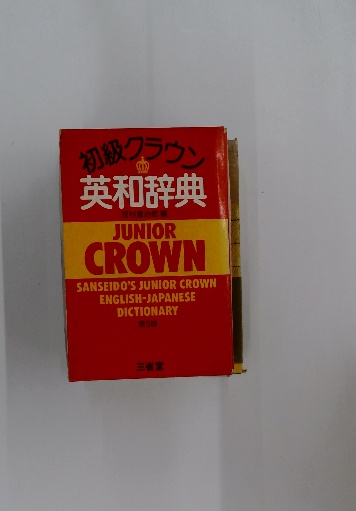 初級クラウン
英和辞典
JUNIOR
CROWN
SANSEIDO'S JUNIOR CROWN
ENGLISH-JAPANESE
DICTIONARY
三省堂